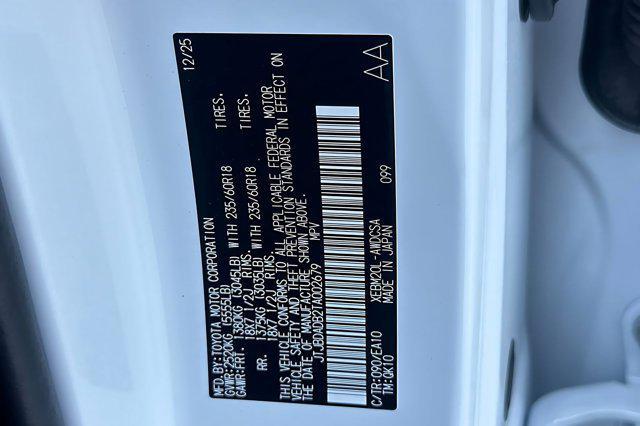 MFD.BY:TOYOTA MOTOR CORPORATION 12/25
GVWR:2520KG (5555LB)
GAWR:FRT. 1380KG (3045LB) WITH 235/60R18 TIRES.
18X7 1/2J RIMS.
RR. 1375KG (3035LB) WITH 235/60R18 TIRES.
18X7 1/2J RIMS.
THIS VEHICLE CONFORMS TO ALL APPLICABLE FEDERAL MOTOR
VEHICLE SAFETY AND THEFT PREVENTION STANDARDS IN EFFECT ON
THE DATE OF MANUFACTURE SHOWN ABOVE.
MPV
AA
C/TR:090/EA10 XEBM20L-AWDCSA 099
TM:QK10 MADE IN JAPAN